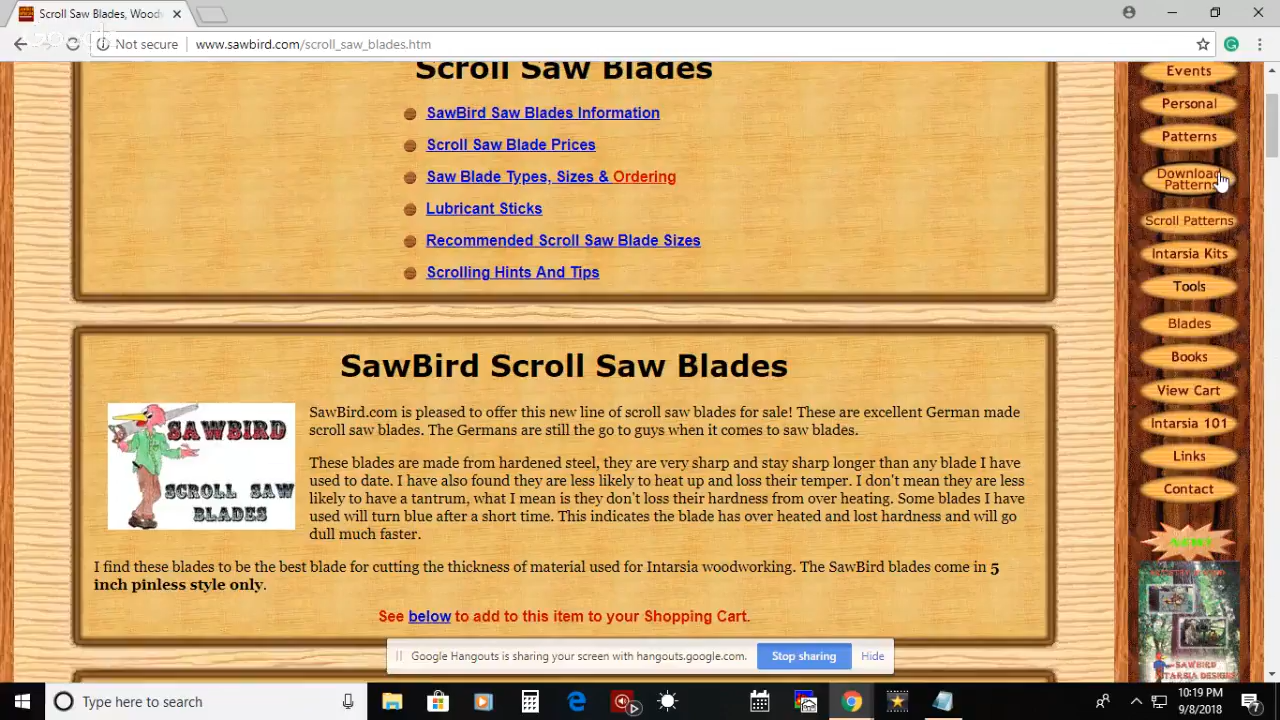 Scroll Saw Blades, Wood
Google
Not secure
www.sawbird.com/scroll_saw_blades.htm
Scroll Saw Blades
SawBird Saw Blades Information
Scroll Saw Blade Prices
Saw Blade Types, Sizes & Ordering
Lubricant Sticks
Recommended Scroll Saw Blade Sizes
Scrolling Hints And Tips
SawBird Scroll Saw Blades
SAWBIRD
SCROLL SAW
BLADES
SawBird.com is pleased to offer this new line of scroll saw blades for sale! These are excellent German made
scroll saw blades. The Germans are still the go to guys when it comes to saw blades.
These blades are made from hardened steel, they are very sharp and stay sharp longer than any blade I have
used to date. I have also found they are less likely to heat up and loss their temper. I don't mean they are less
likely to have a tantrum, what I mean is they don't loss their hardness from over heating. Some blades I have
used will turn blue after a short time. This indicates the blade has over heated and lost hardness and will go
dull much faster.
I find these blades to be the best blade for cutting the thickness of material used for Intarsia woodworking. The SawBird blades come in 5
inch pinless style only.
See below to add to this item to your Shopping Cart.
Events
Personal
Patterns
Download
Patterns
Scroll Patterns
Intarsia Kits
Tools
Blades
Books
View Cart
Intarsia 101
Links
Contact
SAWBIRD
INTARSIA DESIGNS
Google Hangouts is sharing your screen with hangouts.google.com.
Stop sharing
Hide
Type here to search
10:19 PM
9/8/2018
7